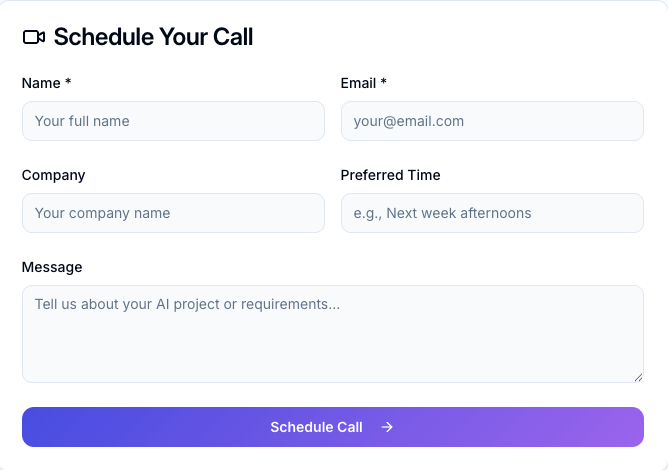 Schedule Your Call
Name *
Email *
Your full name
your@email.com
Company
Preferred Time
Your company name
e.g., Next week afternoons
Message
Tell us about your AI project or requirements...
Schedule Call →